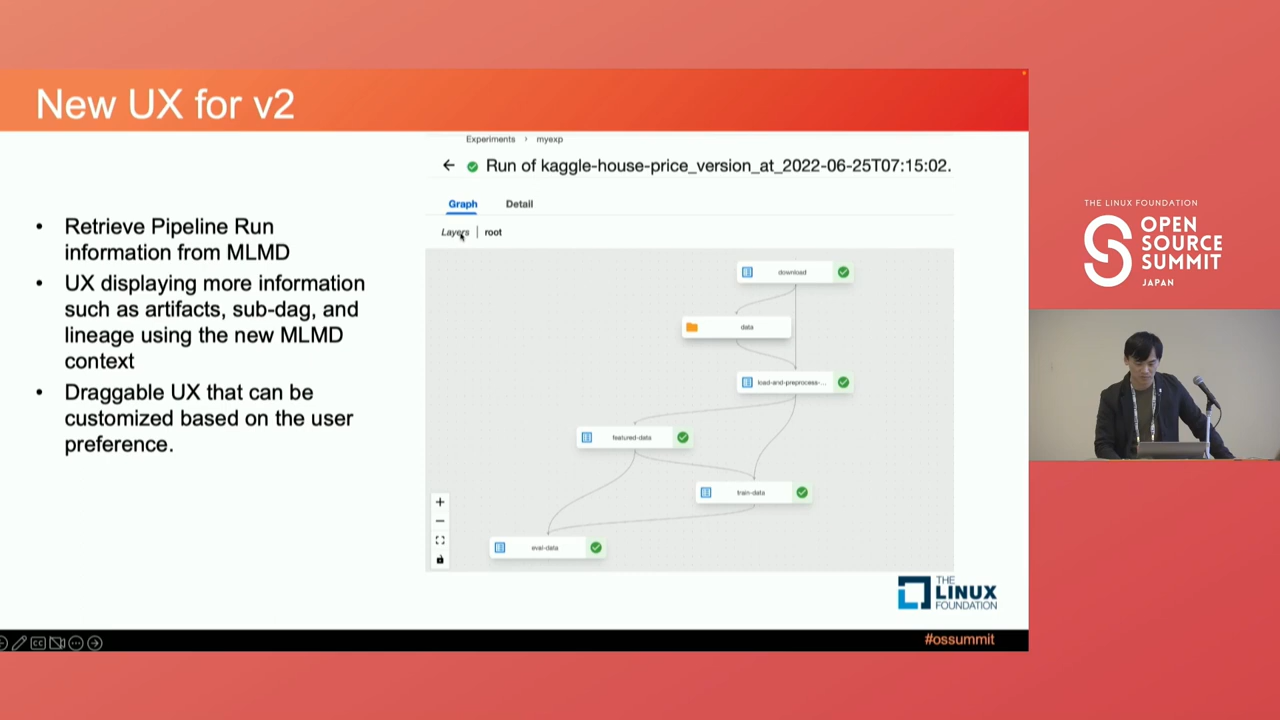 New UX for v2
• Retrieve Pipeline Run
information from MLMD
• UX displaying more information
such as artifacts, sub-dag, and
lineage using the new MLMD
context
• Draggable UX that can be
customized based on the user
preference.
Experiments › myexp
Run of kaggle-house-price_version_at_2022-06-25T07:15:02.
Graph Detail
Layers | root
download
data
load-and-preprocess-...
featured-data
train-data
eval-data
THE
LINUX
FOUNDATION
#ossummit
CC
THE LINUX FOUNDATION
OPEN
SOURCE
SUMMIT
JAPAN